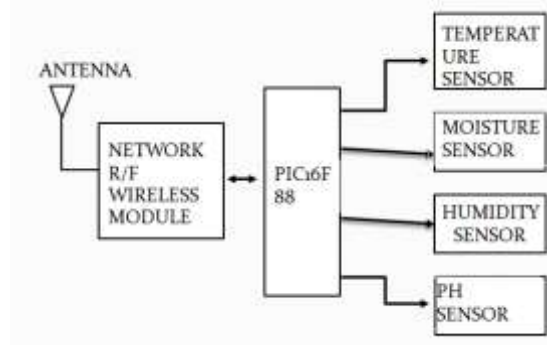 ANTENNA
NETWORK
R/F
WIRELESS
MODULE
PIC16F
88
TEMPERAT
URE
SENSOR
MOISTURE
SENSOR
HUMIDITY
SENSOR
PH
SENSOR